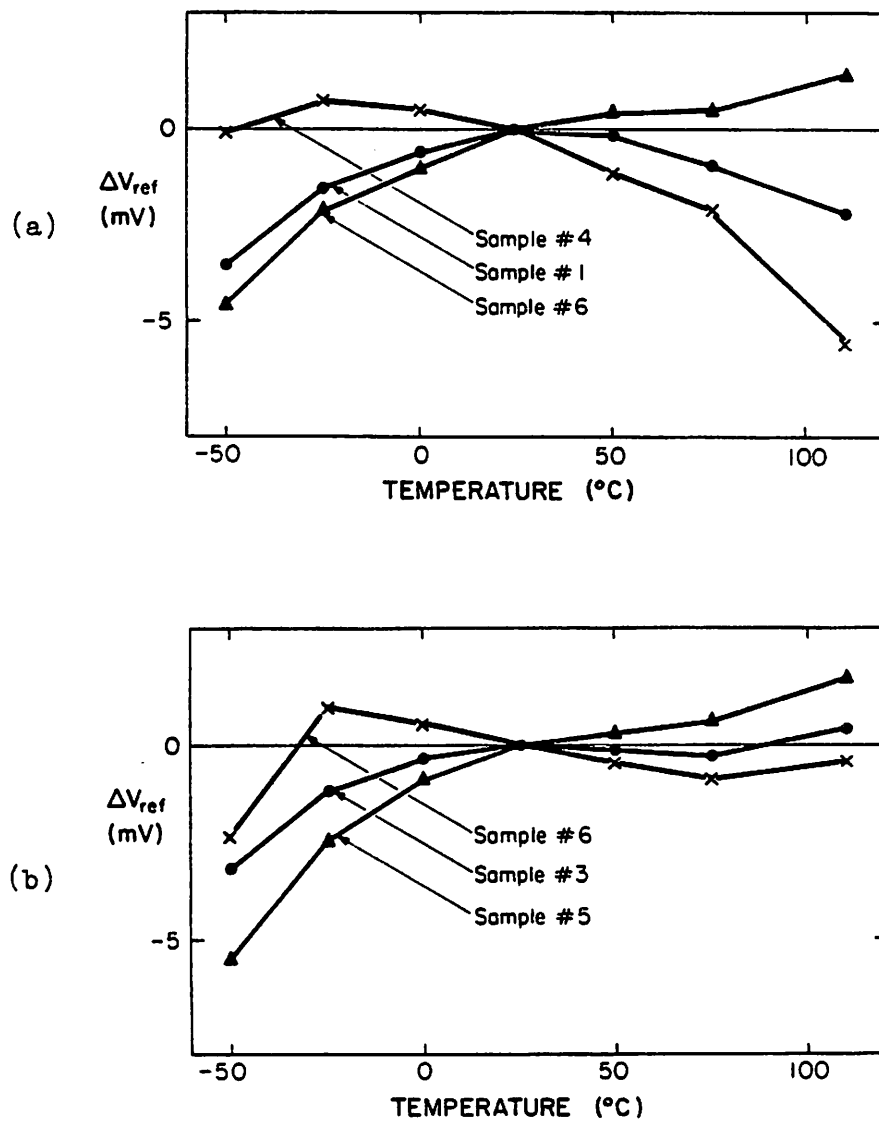 (a)
0
ΔVref
(mV)
-5
Sample #4
Sample #1
Sample #6
-50
0
50
100
TEMPERATURE (°C)
(b)
0
ΔVref
(mV)
-5
Sample #6
Sample #3
Sample #5
-50
0
50
100
TEMPERATURE (°C)